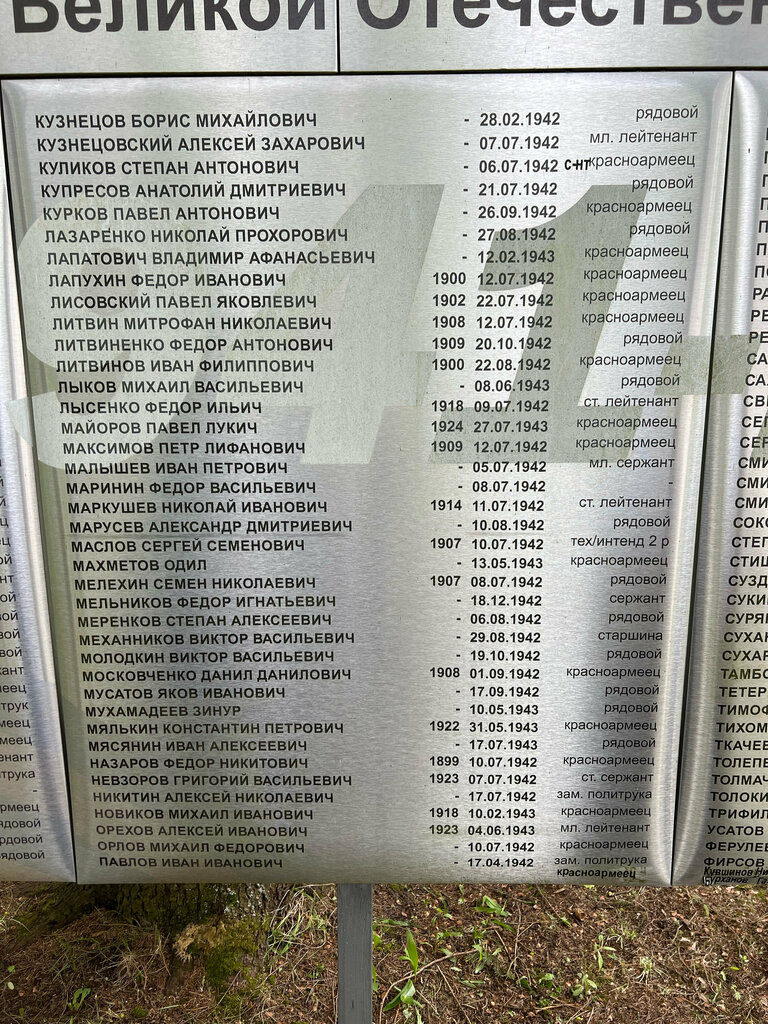 Великой Отечествен
КУЗНЕЦОВ БОРИС МИХАЙЛОВИЧ - 28.02.1942 рядовой
КУЗНЕЦОВСКИЙ АЛЕКСЕЙ ЗАХАРОВИЧ - 07.07.1942 мл. лейтенант
КУЛИКОВ СТЕПАН АНТОНОВИЧ - 06.07.1942 с-нт красноармеец
КУПРЕСОВ АНАТОЛИЙ ДМИТРИЕВИЧ - 21.07.1942 рядовой
КУРКОВ ПАВЕЛ АНТОНОВИЧ - 26.09.1942 красноармеец
ЛАЗАРЕНКО НИКОЛАЙ ПРОХОРОВИЧ - 27.08.1942 рядовой
ЛАПАТОВИЧ ВЛАДИМИР АФАНАСЬЕВИЧ - 12.02.1943 красноармеец
ЛАПУХИН ФЕДОР ИВАНОВИЧ 1900 12.07.1942 красноармеец
ЛИСОВСКИЙ ПАВЕЛ ЯКОВЛЕВИЧ 1902 22.07.1942 красноармеец
ЛИТВИН МИТРОФАН НИКОЛАЕВИЧ 1908 12.07.1942 красноармеец
ЛИТВИНЕНКО ФЕДОР АНТОНОВИЧ 1909 20.10.1942 рядовой
ЛИТВИНОВ ИВАН ФИЛИППОВИЧ 1900 22.08.1942 красноармеец
ЛЫКОВ МИХАИЛ ВАСИЛЬЕВИЧ - 08.06.1943 рядовой
ЛЫСЕНКО ФЕДОР ИЛЬИЧ 1918 09.07.1942 ст. лейтенант
МАЙОРОВ ПАВЕЛ ЛУКИЧ 1924 27.07.1943 красноармеец
МАКСИМОВ ПЕТР ЛИФАНОВИЧ 1909 12.07.1942 красноармеец
МАЛЫШЕВ ИВАН ПЕТРОВИЧ - 05.07.1942 мл. сержант
МАРИНИН ФЕДОР ВАСИЛЬЕВИЧ - 08.07.1942 -
МАРКУШЕВ НИКОЛАЙ ИВАНОВИЧ 1914 11.07.1942 ст. лейтенант
МАРУСЕВ АЛЕКСАНДР ДМИТРИЕВИЧ - 10.08.1942 рядовой
МАСЛОВ СЕРГЕЙ СЕМЕНОВИЧ 1907 10.07.1942 тех/интенд 2 р
МАХМЕТОВ ОДИЛ - 13.05.1943 красноармеец
МЕЛЕХИН СЕМЕН НИКОЛАЕВИЧ 1907 08.07.1942 рядовой
МЕЛЬНИКОВ ФЕДОР ИГНАТЬЕВИЧ - 18.12.1942 сержант
МЕРЕНКОВ СТЕПАН АЛЕКСЕЕВИЧ - 06.08.1942 рядовой
МЕХАННИКОВ ВИКТОР ВАСИЛЬЕВИЧ - 29.08.1942 старшина
МОЛОДКИН ВИКТОР ВАСИЛЬЕВИЧ - 19.10.1942 рядовой
МОСКОВЧЕНКО ДАНИЛ ДАНИЛОВИЧ 1908 01.09.1942 красноармеец
МУСАТОВ ЯКОВ ИВАНОВИЧ - 17.09.1942 рядовой
МУХАМАДЕЕВ ЗИНУР - 10.05.1943 рядовой
МЯЛЬКИН КОНСТАНТИН ПЕТРОВИЧ 1922 31.05.1943 красноармеец
МЯСЯНИН ИВАН АЛЕКСЕЕВИЧ - 17.07.1943 рядовой
НАЗАРОВ ФЕДОР НИКИТОВИЧ 1899 10.07.1942 красноармеец
НЕВЗОРОВ ГРИГОРИЙ ВАСИЛЬЕВИЧ 1923 07.07.1942 ст. сержант
НИКИТИН АЛЕКСЕЙ НИКОЛАЕВИЧ - 17.07.1942 зам. политрука
НОВИКОВ МИХАИЛ ИВАНОВИЧ 1918 10.02.1943 красноармеец
ОРЕХОВ АЛЕКСЕЙ ИВАНОВИЧ 1923 04.06.1943 мл. лейтенант
ОРЛОВ МИХАИЛ ФЕДОРОВИЧ - 10.07.1942 красноармеец
ПАВЛОВ ИВАН ИВАНОВИЧ - 17.04.1942 зам. политрука
красноармеец